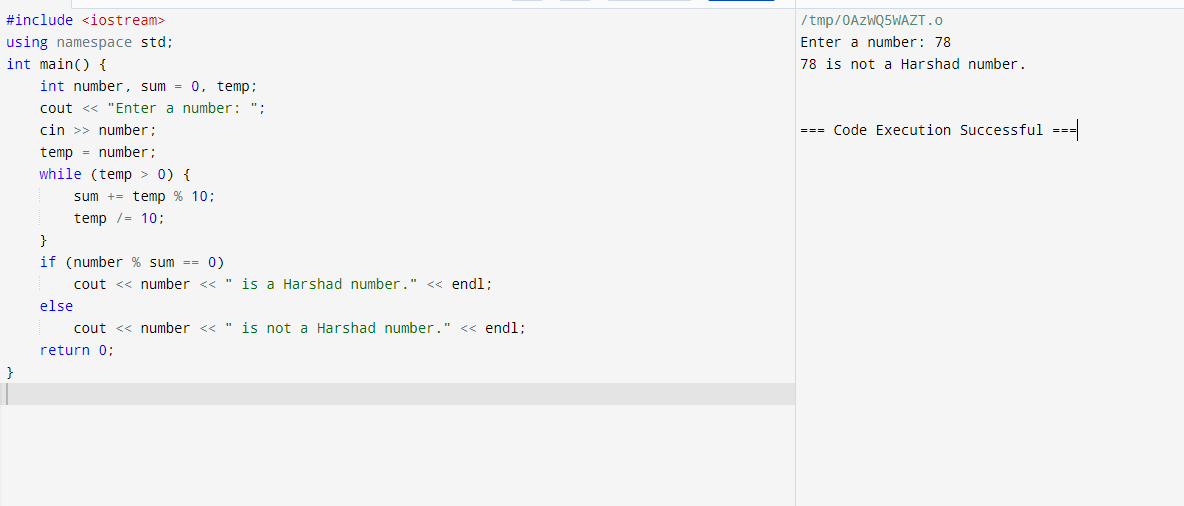 #include <iostream>
using namespace std;
int main() {
    int number, sum = 0, temp;
    cout << "Enter a number: ";
    cin >> number;
    temp = number;
    while (temp > 0) {
        sum += temp % 10;
        temp /= 10;
    }
    if (number % sum == 0)
        cout << number << " is a Harshad number." << endl;
    else
        cout << number << " is not a Harshad number." << endl;
    return 0;
}
/tmp/OAzWQ5WAZT.o
Enter a number: 78
78 is not a Harshad number.
=== Code Execution Successful ===